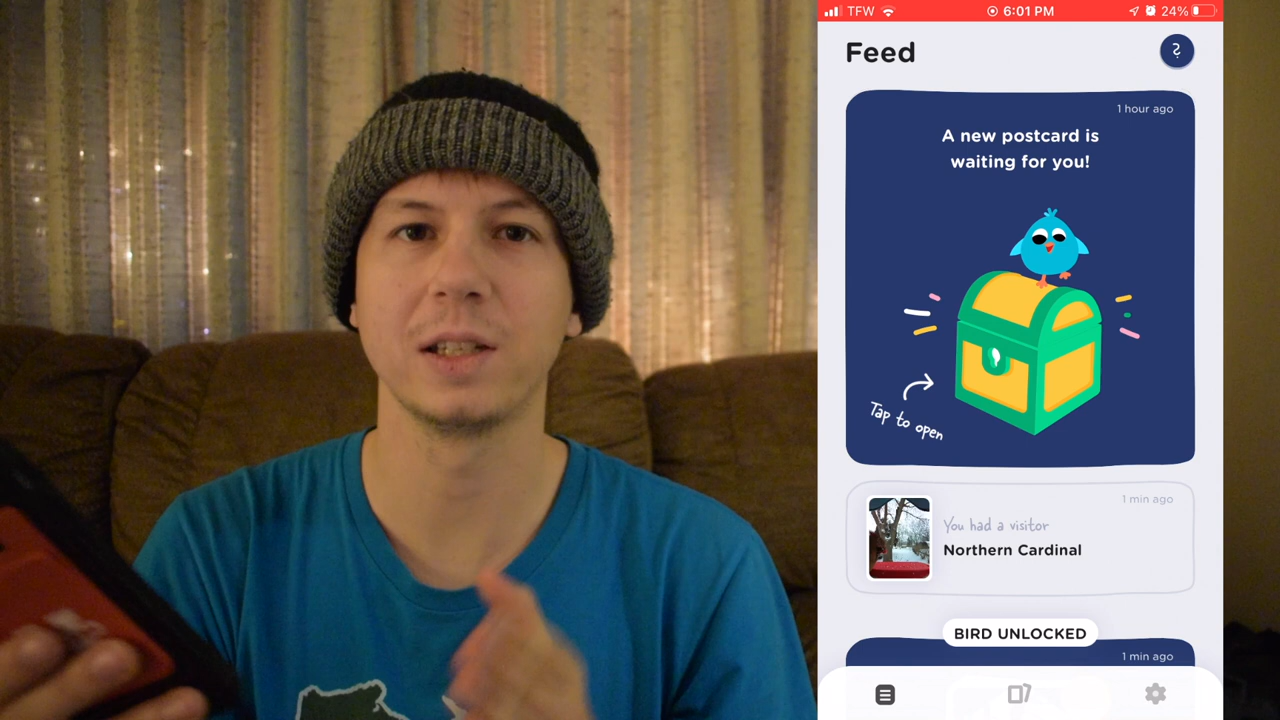 TFW 6:01 PM 24%
Feed
1 hour ago
A new postcard is
waiting for you!
Tap to open
1 min ago
You had a visitor
Northern Cardinal
BIRD UNLOCKED
1 min ago